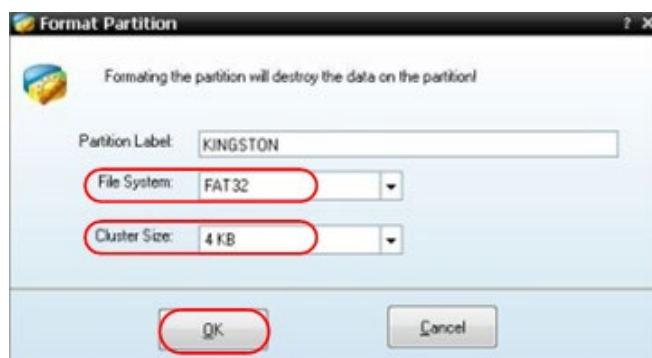 Format Partition
? X
Formating the partition will destroy the data on the partition!
Partition Label: KINGSTON
File System: FAT32
Cluster Size: 4 KB
OK
Cancel